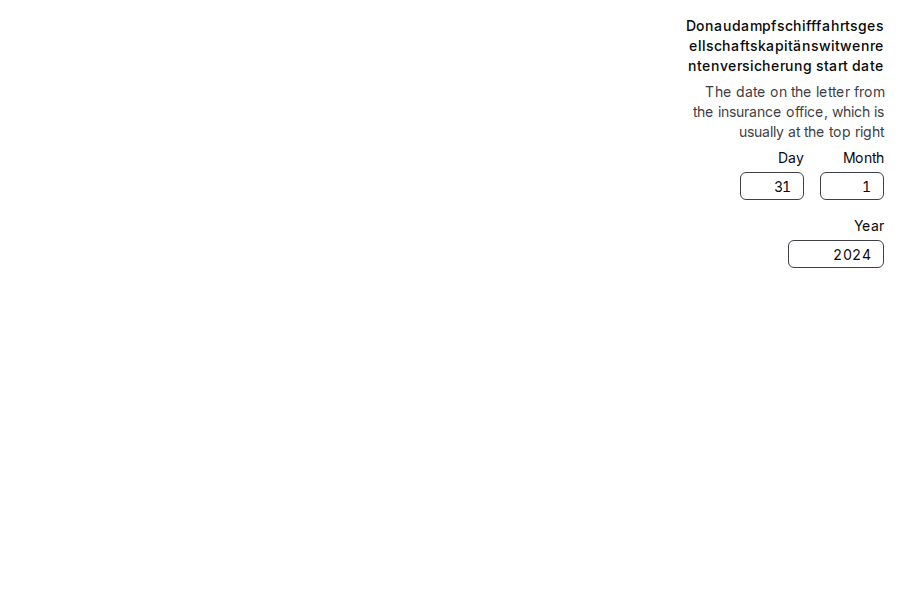 Donaudampfschifffahrtsges
ellschaftskapitänswitwenre
ntenversicherung start date
The date on the letter from
the insurance office, which is
usually at the top right
Day Month
31 1
Year
2024